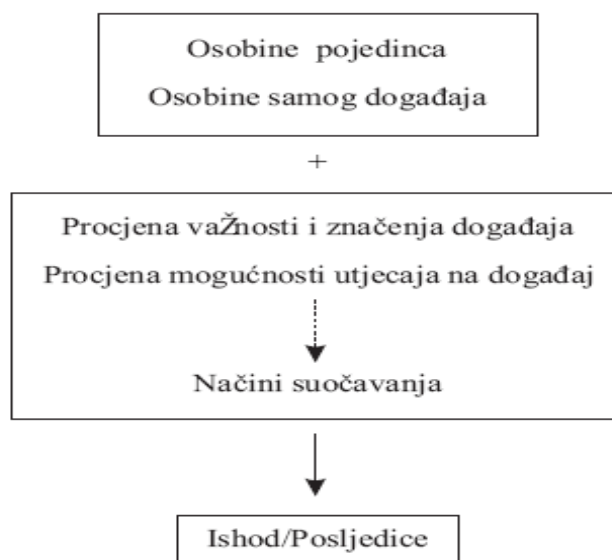 Osobine pojedinca
Osobine samog događaja
+
Procjena vaŽnosti i značenja događaja
Procjena mogućnosti utjecaja na događaj
Načini suočavanja
Ishod/Posljedice